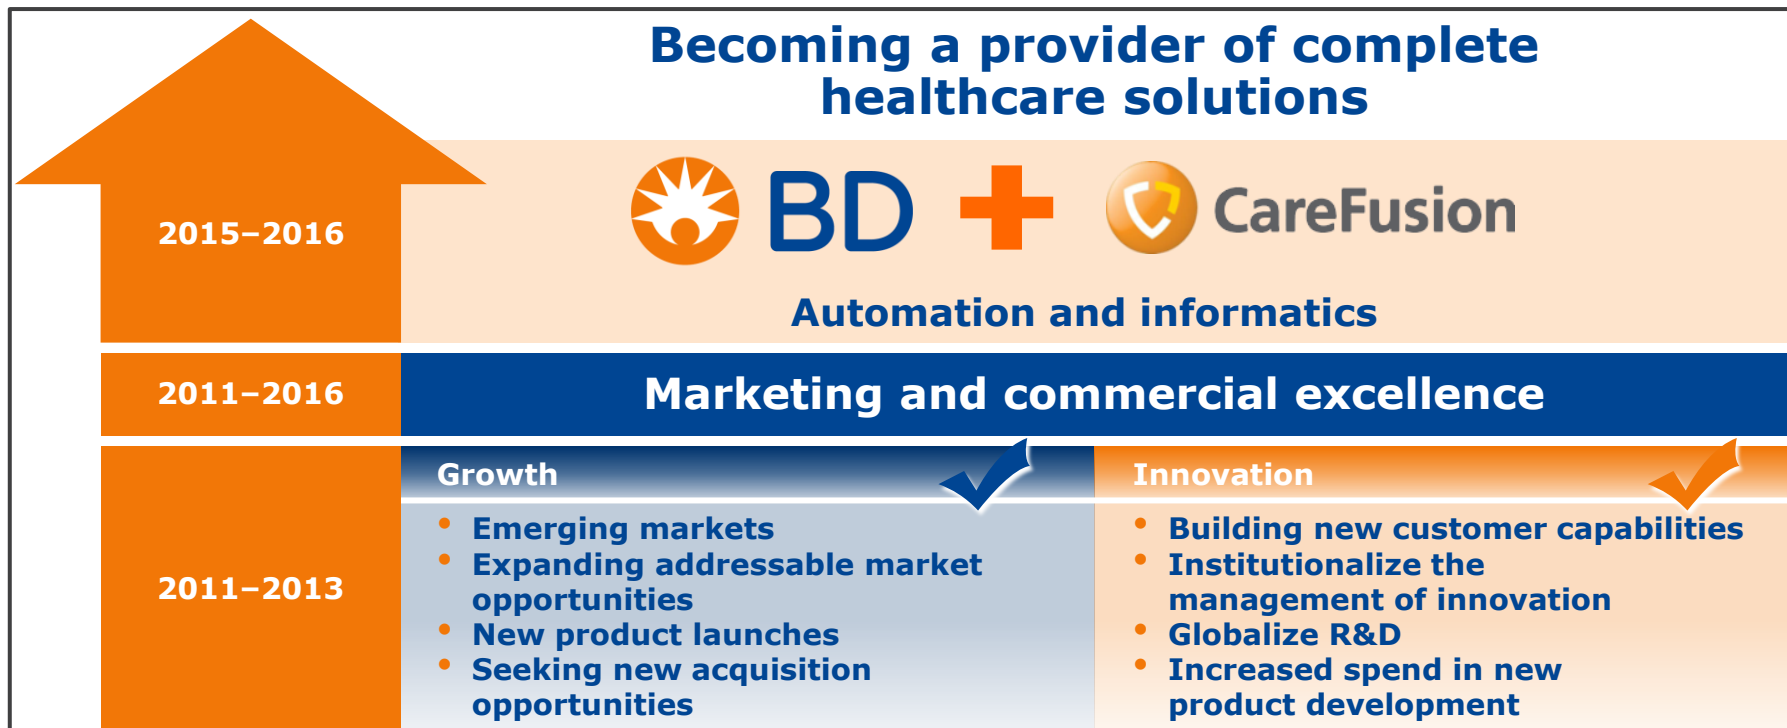 Becoming a provider of complete
healthcare solutions
2015–2016
BD
CareFusion
Automation and informatics
2011–2016
Marketing and commercial excellence
2011–2013
Growth
• Emerging markets
• Expanding addressable market
opportunities
• New product launches
• Seeking new acquisition
opportunities
Innovation
• Building new customer capabilities
• Institutionalize the
management of innovation
• Globalize R&D
• Increased spend in new
product development